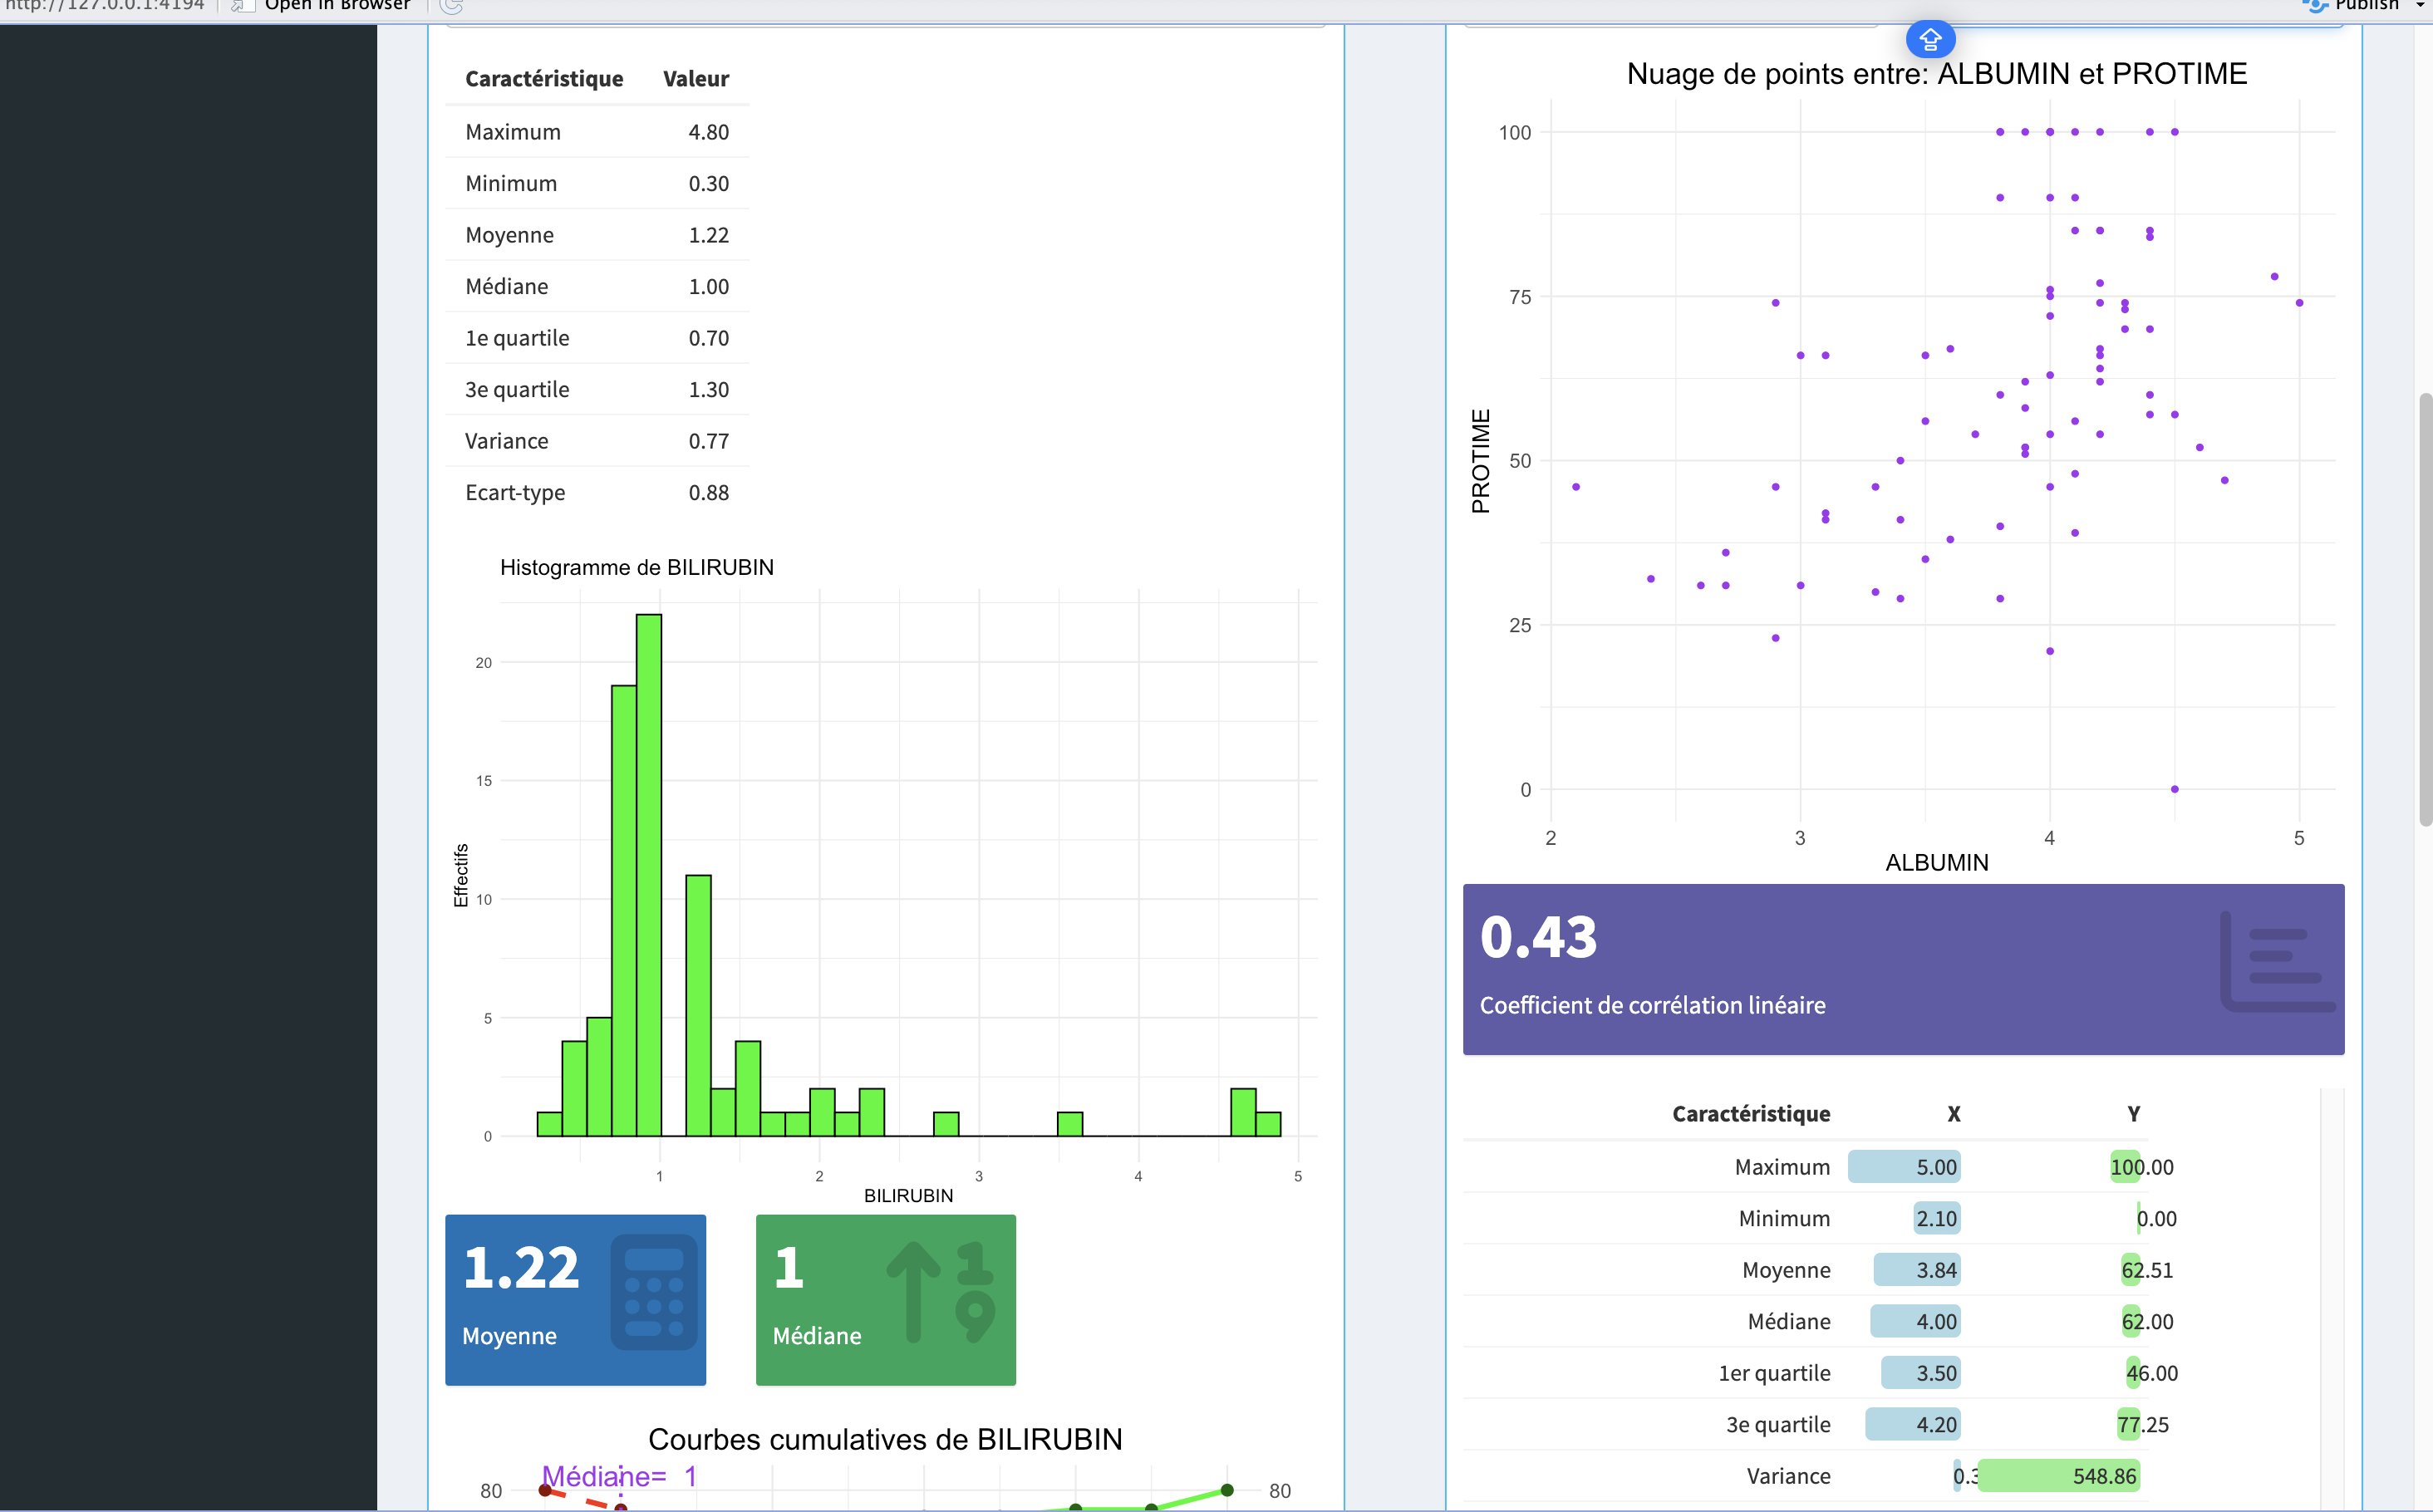 http://127.0.0.1:4194 Open in Browser Publish
Caractéristique Valeur
Maximum 4.80
Minimum 0.30
Moyenne 1.22
Médiane 1.00
1e quartile 0.70
3e quartile 1.30
Variance 0.77
Ecart-type 0.88
Histogramme de BILIRUBIN
20
15
10
5
0
Effectifs
1 2 3 4 5
BILIRUBIN
1.22
Moyenne
1
Médiane
Courbes cumulatives de BILIRUBIN
Médiane= 1
80 80
Nuage de points entre: ALBUMIN et PROTIME
100
75
50
25
0
PROTIME
2 3 4 5
ALBUMIN
0.43
Coefficient de corrélation linéaire
Caractéristique X Y
Maximum 5.00 100.00
Minimum 2.10 0.00
Moyenne 3.84 62.51
Médiane 4.00 62.00
1er quartile 3.50 46.00
3e quartile 4.20 77.25
Variance 548.86